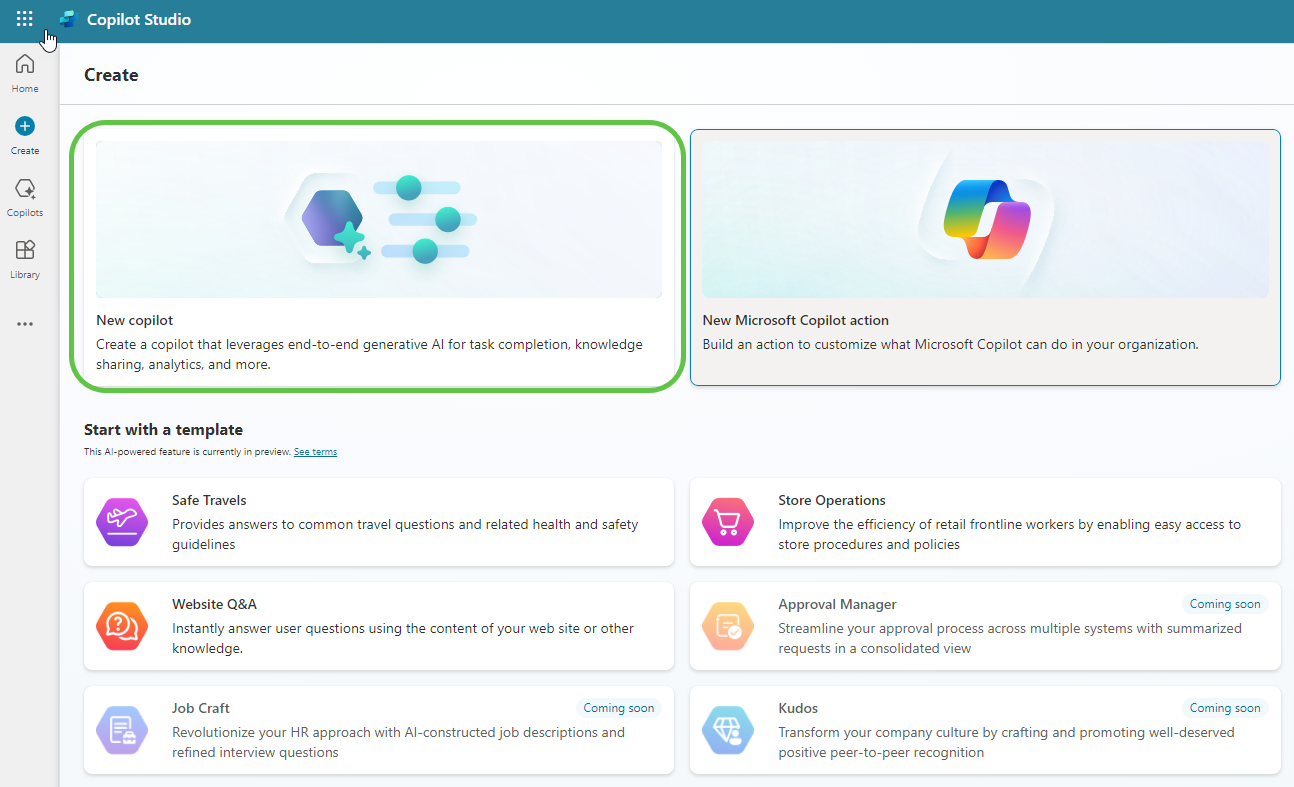 Copilot Studio
Home
Create
Copilots
Library
Create
New copilot
Create a copilot that leverages end-to-end generative AI for task completion, knowledge
sharing, analytics, and more.
New Microsoft Copilot action
Build an action to customize what Microsoft Copilot can do in your organization.
Start with a template
This AI-powered feature is currently in preview. See terms
Safe Travels
Provides answers to common travel questions and related health and safety
guidelines
Store Operations
Improve the efficiency of retail frontline workers by enabling easy access to
store procedures and policies
Website Q&A
Instantly answer user questions using the content of your web site or other
knowledge.
Approval Manager
Coming soon
Streamline your approval process across multiple systems with summarized
requests in a consolidated view
Job Craft
Coming soon
Revolutionize your HR approach with AI-constructed job descriptions and
refined interview questions
Kudos
Coming soon
Transform your company culture by crafting and promoting well-deserved
positive peer-to-peer recognition